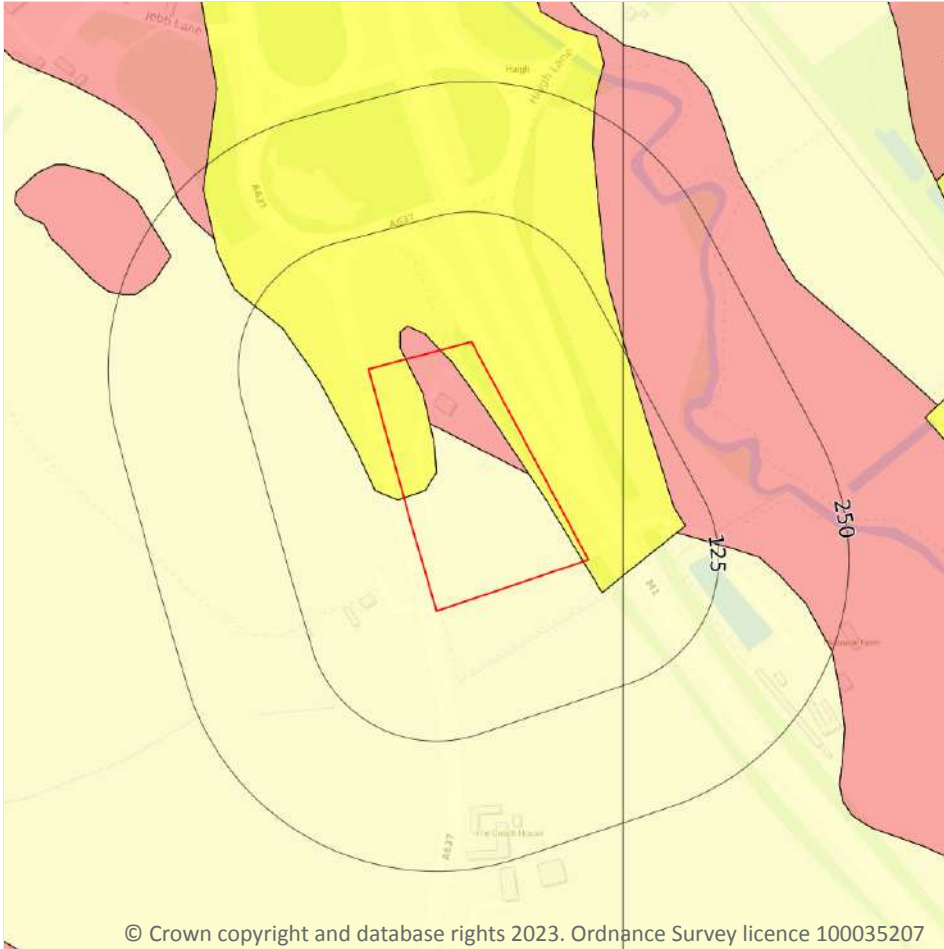 Jebb Lane
Haigh
Haigh Lane
A637
A637
250
125
M1
The Coach House
A637
© Crown copyright and database rights 2023. Ordnance Survey licence 100035207